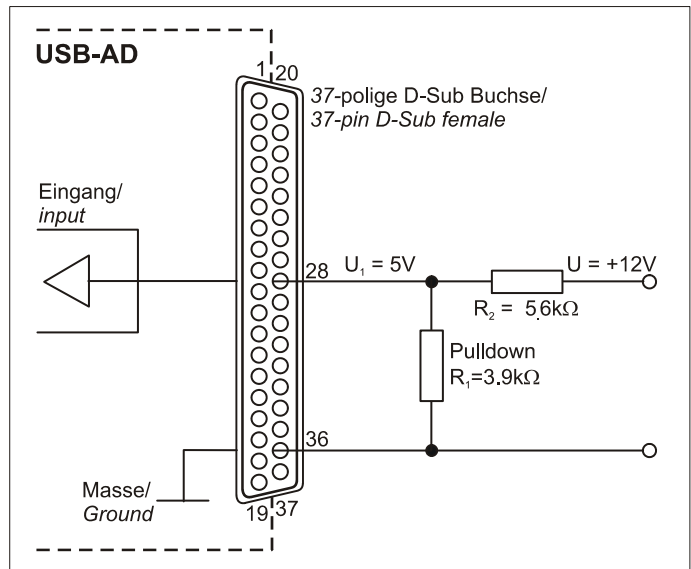 USB-AD
1 20
37-polige D-Sub Buchse/
37-pin D-Sub female
Eingang/
input
28
U₁ = 5V
U = +12V
R₂ = 5.6kΩ
Pulldown
R₁=3.9kΩ
36
Masse/
Ground
19 37